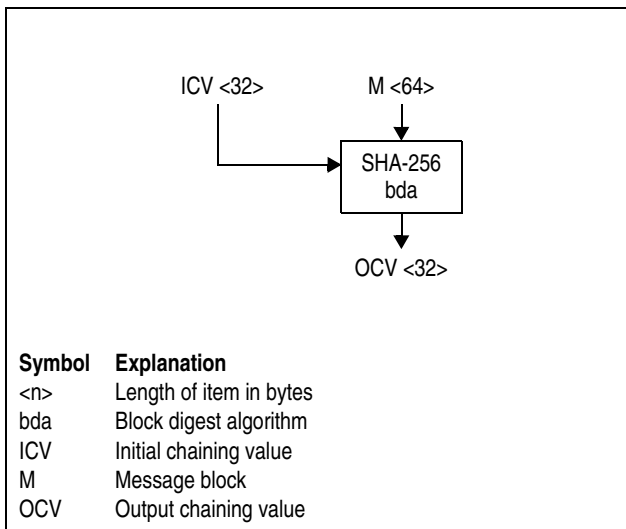 ICV <32> M <64>
SHA-256
bda
OCV <32>
Symbol Explanation
<n> Length of item in bytes
bda Block digest algorithm
ICV Initial chaining value
M Message block
OCV Output chaining value